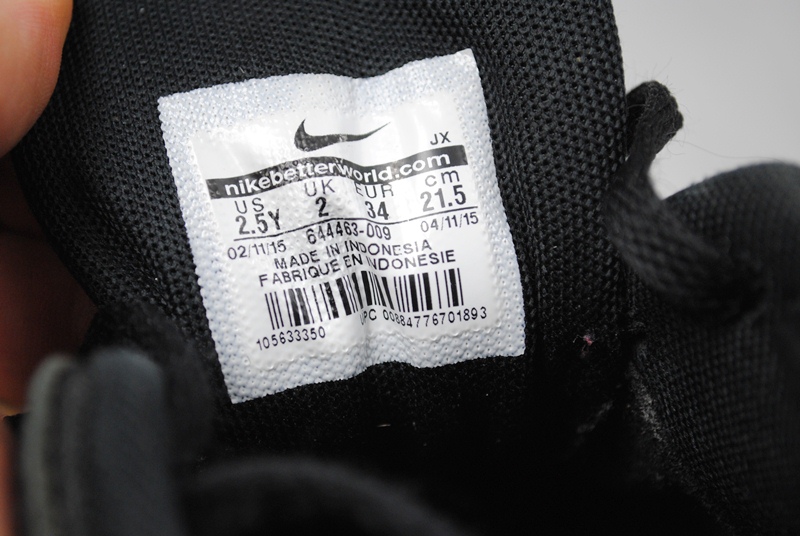 JX
nikebetterworld.com
US UK EUR cm
2.5Y 2 34 21.5
02/11/15 644463-009 04/11/15
MADE IN INDONESIA
FABRIQUE EN INDONESIE
105633350 UPC 00884776701893